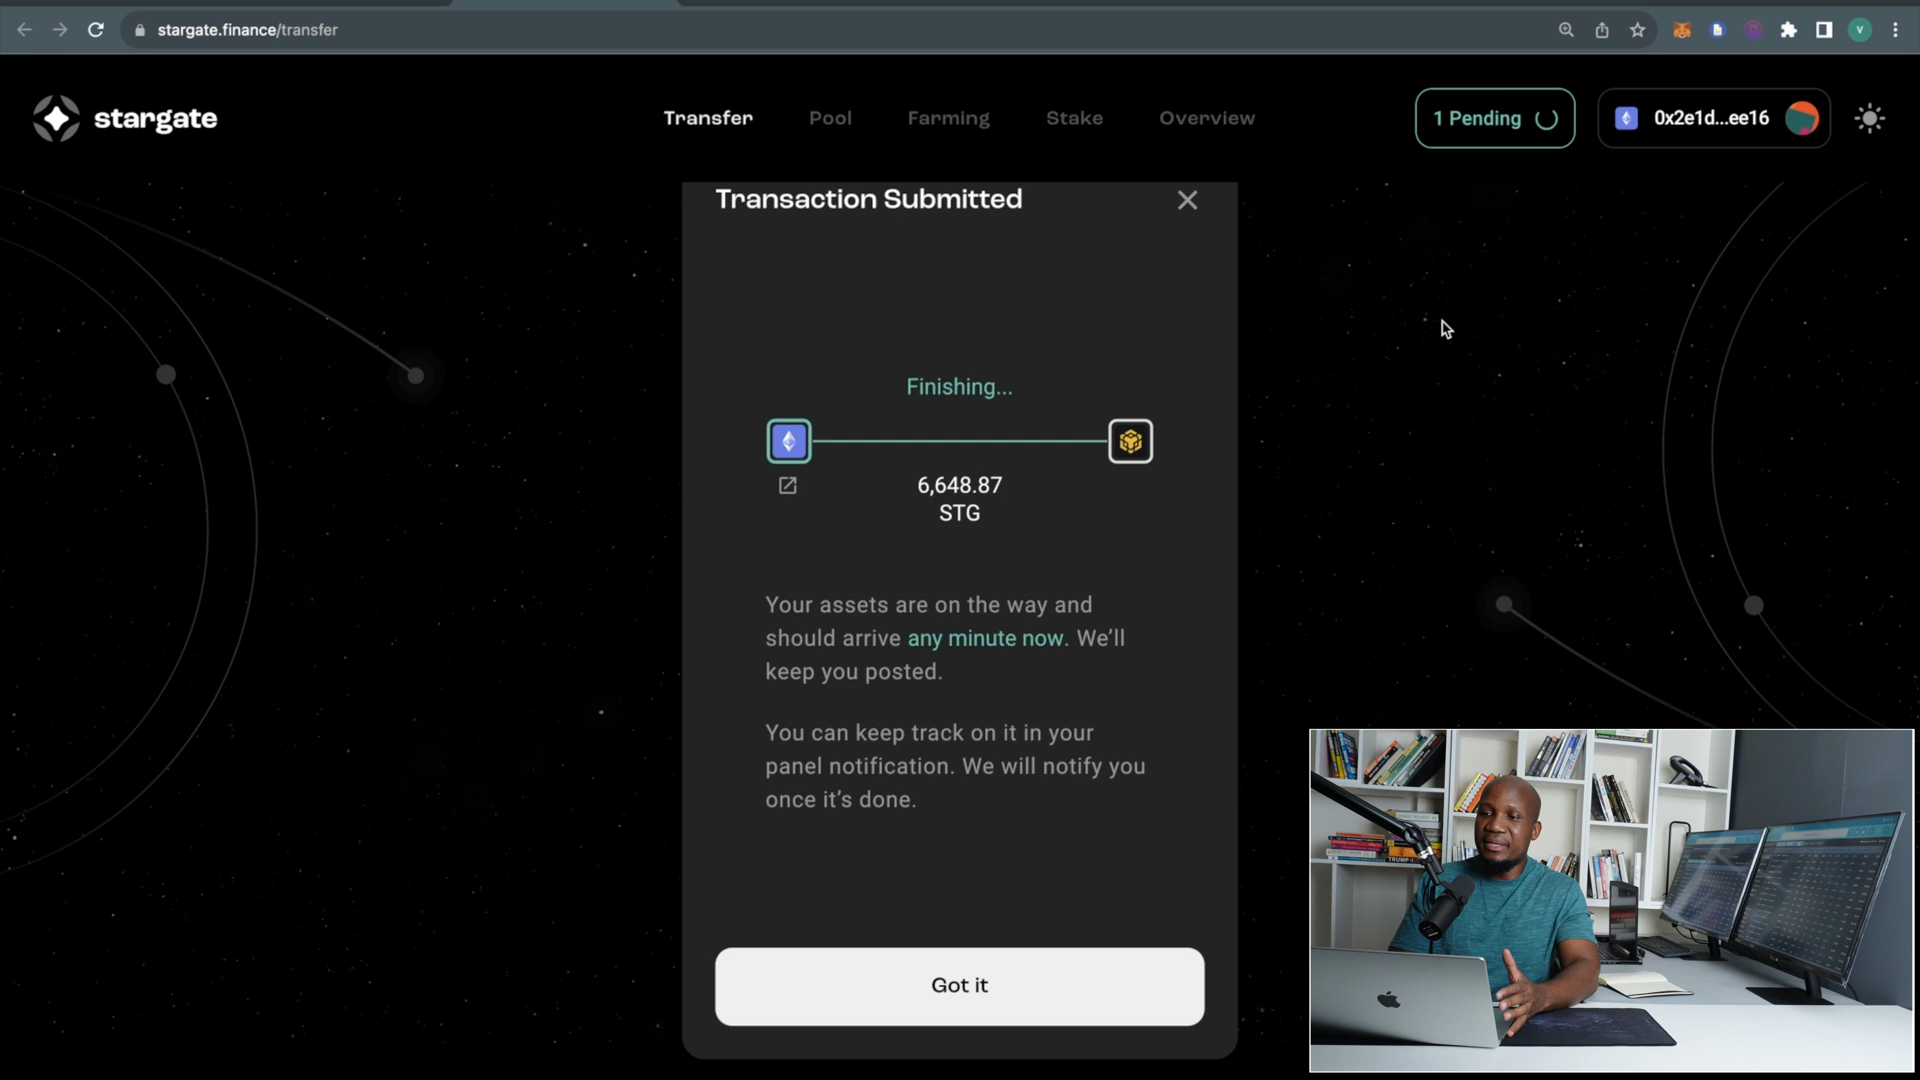 stargate.finance/transfer
V
stargate
Transfer
Pool
Farming
Stake
Overview
1 Pending
0x2e1d...ee16
Transaction Submitted
Finishing...
6,648.87
STG
Your assets are on the way and
should arrive any minute now. We'll
keep you posted.
You can keep track on it in your
panel notification. We will notify you
once it's done.
Got it
TRUMP